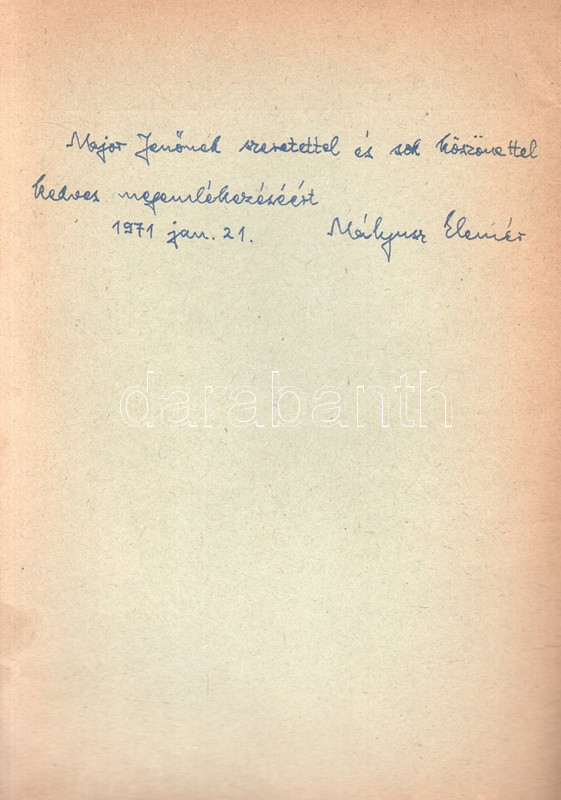 Major Jenőnek szeretettel és sok köszönettel
kedves megemlékezéséért
1971 jan. 21. Mályusz Elemér
darabanth